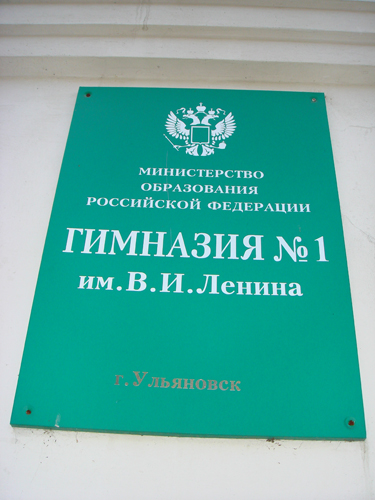 МИНИСТЕРСТВО
ОБРАЗОВАНИЯ
РОССИЙСКОЙ ФЕДЕРАЦИИ
ГИМНАЗИЯ №1
им.В.И.Ленина
г.Ульяновск